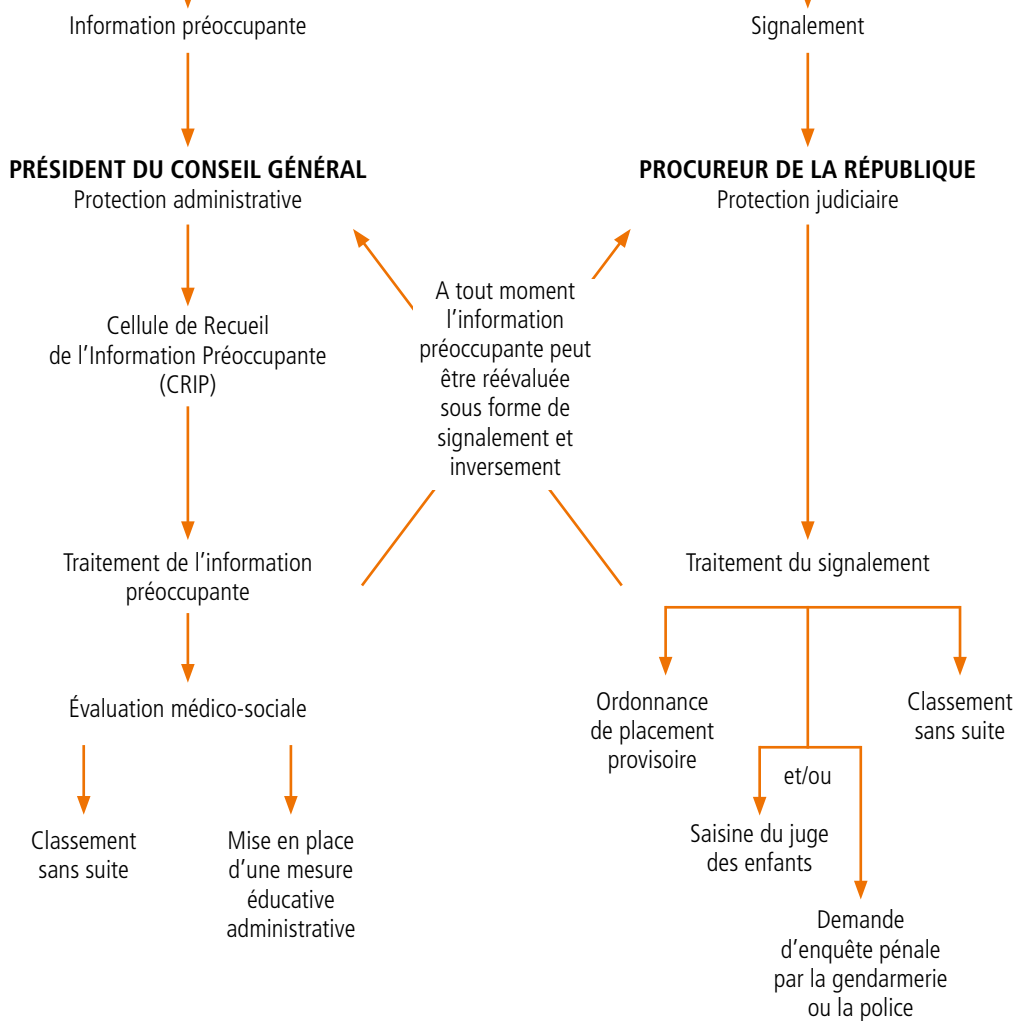 Information préoccupante
Signalement
PRÉSIDENT DU CONSEIL GÉNÉRAL
Protection administrative
PROCUREUR DE LA RÉPUBLIQUE
Protection judiciaire
A tout moment
l'information
préoccupante peut
être réévaluée
sous forme de
signalement et
inversement
Cellule de Recueil
de l'Information Préoccupante
(CRIP)
Traitement de l'information
préoccupante
Traitement du signalement
Évaluation médico-sociale
Classement
sans suite
Mise en place
d'une mesure
éducative
administrative
Ordonnance
de placement
provisoire
Classement
sans suite
et/ou
Saisine du juge
des enfants
Demande
d'enquête pénale
par la gendarmerie
ou la police